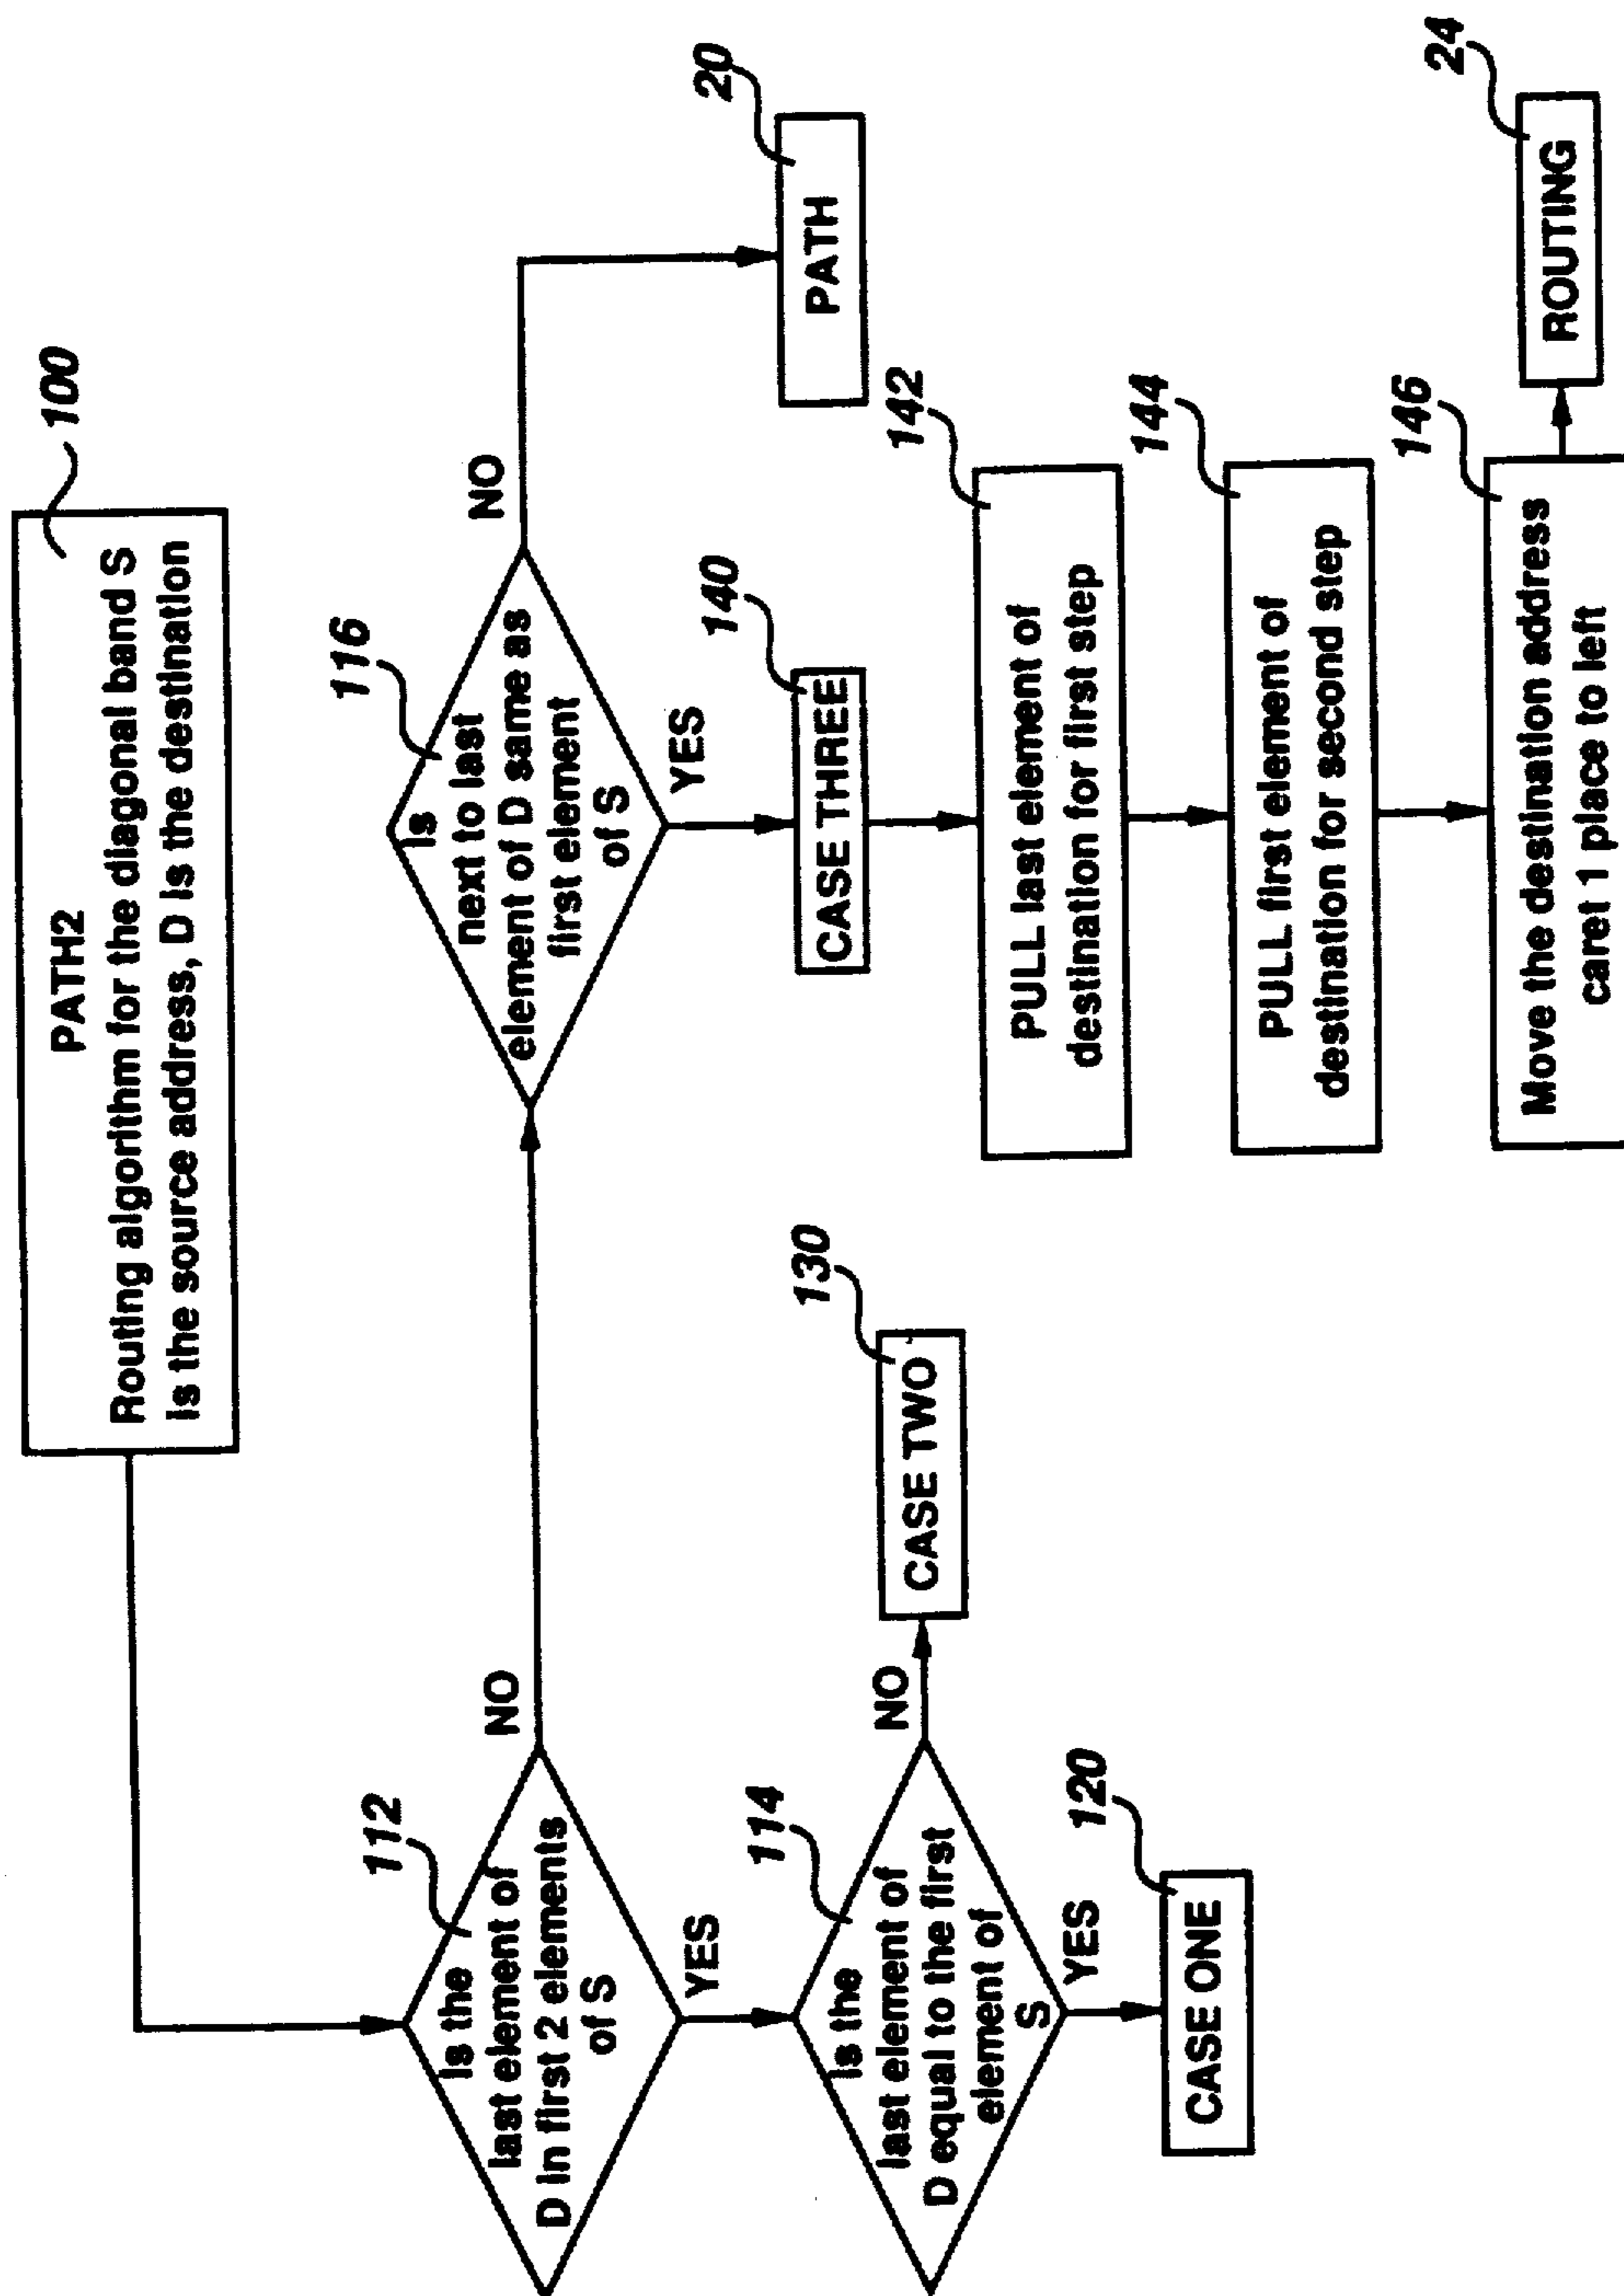 PATH2
Routing algorithm for the diagonal band S
is the source address, D is the destination
100
112
Is the
last element of
D in first 2 elements
of S
NO
YES
114
Is the
last element of
D equal to the first
element of
S
NO
YES
CASE TWO
130
CASE ONE
120
116
Is
next to last
element of D same as
first element
of S
NO
YES
PATH
20
CASE THREE
140
PULL last element of
destination for first step
142
PULL first element of
destination for second step
144
Move the destination address
caret 1 place to left
146
ROUTING
24